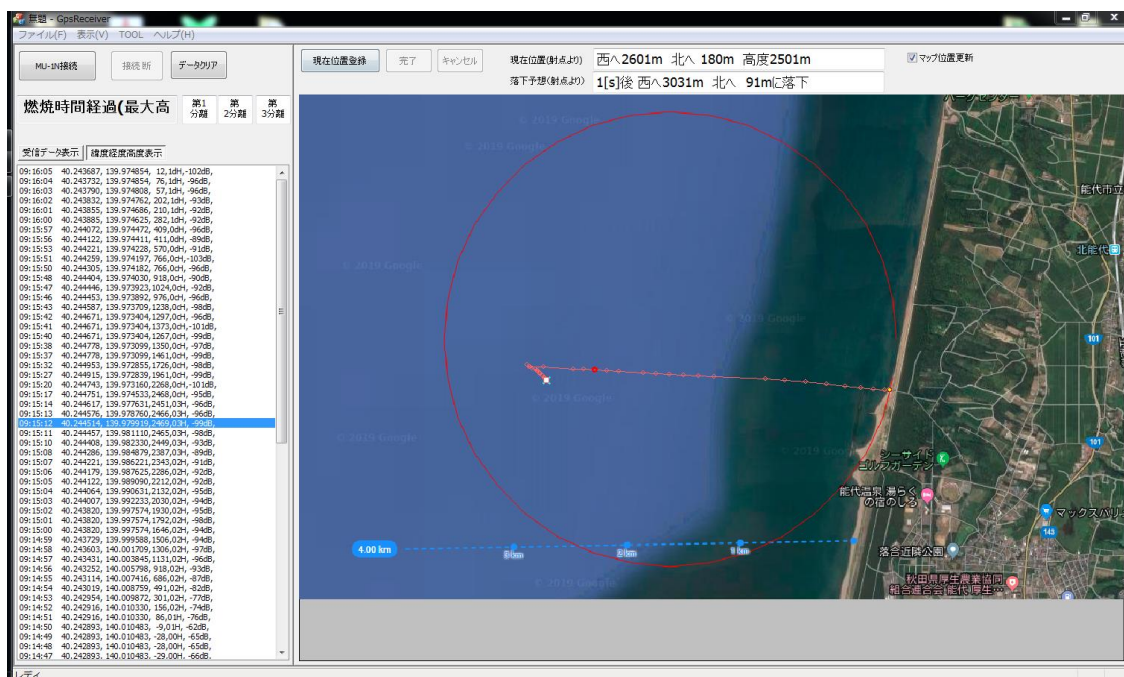 無題 - GpsReceiver
ファイル(F) 表示(V) TOOL ヘルプ(H)
MU-1N接続 接続断 データクリア
現在位置登録 完了 キャンセル
現在位置(射点より) 西へ2601m 北へ 180m 高度2501m
マップ位置更新
落下予想(射点より) 1[s]後 西へ3031m 北へ 91mに落下
燃焼時間経過(最大高
第1分離
第2分離
第3分離
受信データ表示 緯度経度高度表示
09:16:05 40.243687, 139.974854, 12,1dH,-102dB,
09:16:04 40.243732, 139.974854, 76,1dH, -96dB,
09:16:03 40.243790, 139.974808, 57,1dH, -96dB,
09:16:02 40.243832, 139.974762, 202,1dH, -93dB,
09:16:01 40.243855, 139.974686, 210,1dH, -92dB,
09:16:00 40.243885, 139.974625, 282,1dH, -92dB,
09:15:57 40.244072, 139.974472, 409,0dH, -96dB,
09:15:56 40.244122, 139.974411, 411,0dH, -89dB,
09:15:53 40.244221, 139.974228, 570,0dH, -91dB,
09:15:51 40.244259, 139.974197, 766,0cH,-103dB,
09:15:50 40.244305, 139.974182, 766,0cH, -96dB,
09:15:48 40.244404, 139.974030, 918,0cH, -90dB,
09:15:47 40.244446, 139.973923,1024,0cH, -92dB,
09:15:46 40.244453, 139.973892, 976,0cH, -96dB,
09:15:43 40.244587, 139.973709,1238,0cH, -98dB,
09:15:42 40.244671, 139.973404,1297,0cH, -96dB,
09:15:41 40.244671, 139.973404,1373,0cH,-101dB,
09:15:40 40.244671, 139.973404,1267,0cH, -99dB,
09:15:38 40.244778, 139.973099,1350,0cH, -97dB,
09:15:37 40.244778, 139.973099,1461,0cH, -99dB,
09:15:32 40.244953, 139.972855,1726,0cH, -98dB,
09:15:27 40.244915, 139.972839,1961,0cH, -99dB,
09:15:20 40.244743, 139.973160,2268,0cH,-101dB,
09:15:17 40.244751, 139.974533,2468,0cH, -95dB,
09:15:14 40.244617, 139.977631,2451,03H, -96dB,
09:15:13 40.244576, 139.978760,2466,03H, -96dB,
09:15:12 40.244514, 139.979919,2469,03H, -99dB,
09:15:11 40.244457, 139.981110,2465,03H, -98dB,
09:15:10 40.244408, 139.982330,2449,03H, -93dB,
09:15:08 40.244286, 139.984879,2387,03H, -89dB,
09:15:07 40.244221, 139.986221,2343,02H, -91dB,
09:15:06 40.244179, 139.987625,2286,02H, -92dB,
09:15:05 40.244122, 139.989090,2212,02H, -92dB,
09:15:04 40.244064, 139.990631,2132,02H, -95dB,
09:15:03 40.244007, 139.992233,2030,02H, -94dB,
09:15:02 40.243820, 139.997574,1930,02H, -95dB,
09:15:01 40.243820, 139.997574,1792,02H, -98dB,
09:15:00 40.243820, 139.997574,1646,02H, -94dB,
09:14:59 40.243729, 139.999588,1506,02H, -94dB,
09:14:58 40.243603, 140.001709,1306,02H, -97dB,
09:14:57 40.243431, 140.003845,1131,02H, -96dB,
09:14:56 40.243252, 140.005798, 918,02H, -93dB,
09:14:55 40.243114, 140.007416, 686,02H, -87dB,
09:14:54 40.243019, 140.008759, 491,02H, -82dB,
09:14:53 40.242954, 140.009872, 301,02H, -77dB,
09:14:52 40.242916, 140.010330, 156,02H, -74dB,
09:14:51 40.242916, 140.010330, 86,01H, -76dB,
09:14:50 40.242893, 140.010483, -9,01H, -62dB,
09:14:49 40.242893, 140.010483, -28,00H, -65dB,
09:14:48 40.242893, 140.010483, -28,00H, -65dB,
09:14:47 40.242893, 140.010483, -29,00H, -66dB,
© 2019 Google
© 2019 Google
© 2019 Google
© 2019 Google
© 2019 Google
© 2019 Google
© 2019 Google
© 2019 Google
パークセンター
能代市立
北能代
101
シーサイド
ゴルフガーデン
101
能代温泉 湯らく
の宿のしろ
マックスバリ
143
4.00 km
3 km
2 km
1 km
落合近隣公園
秋田県厚生農業協同
組合連合会 能代厚生…
レディ